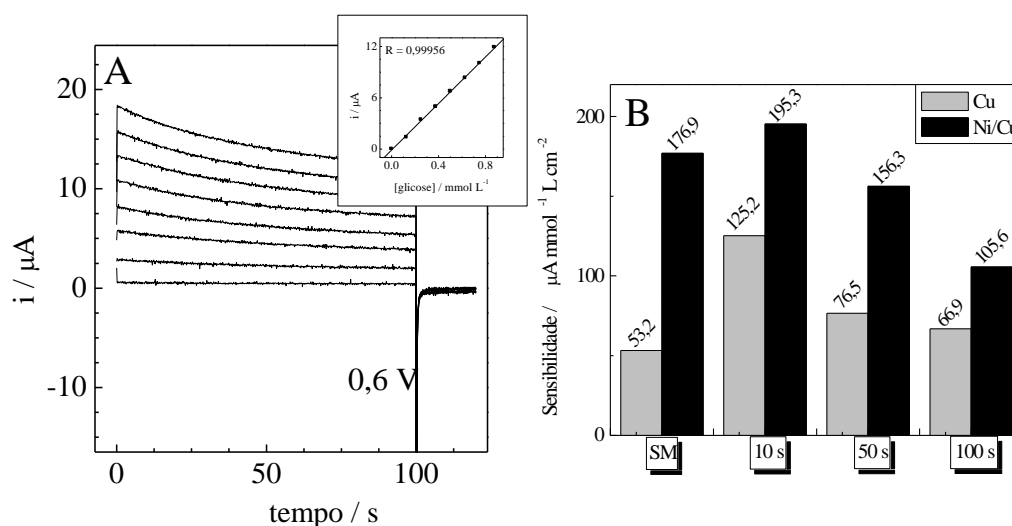 A
20
10
0
-10
i / µA
0
50
100
tempo / s
0,6 V
R = 0,99956
12
6
0
i / µA
0.0
0.4
0.8
[glicose] / mmol L-1
B
Cu
Ni/Cu
200
100
0
Sensibilidade / µA mmol-1 L cm-2
53,2
176,9
125,2
195,3
76,5
156,3
66,9
105,6
SM
10 s
50 s
100 s